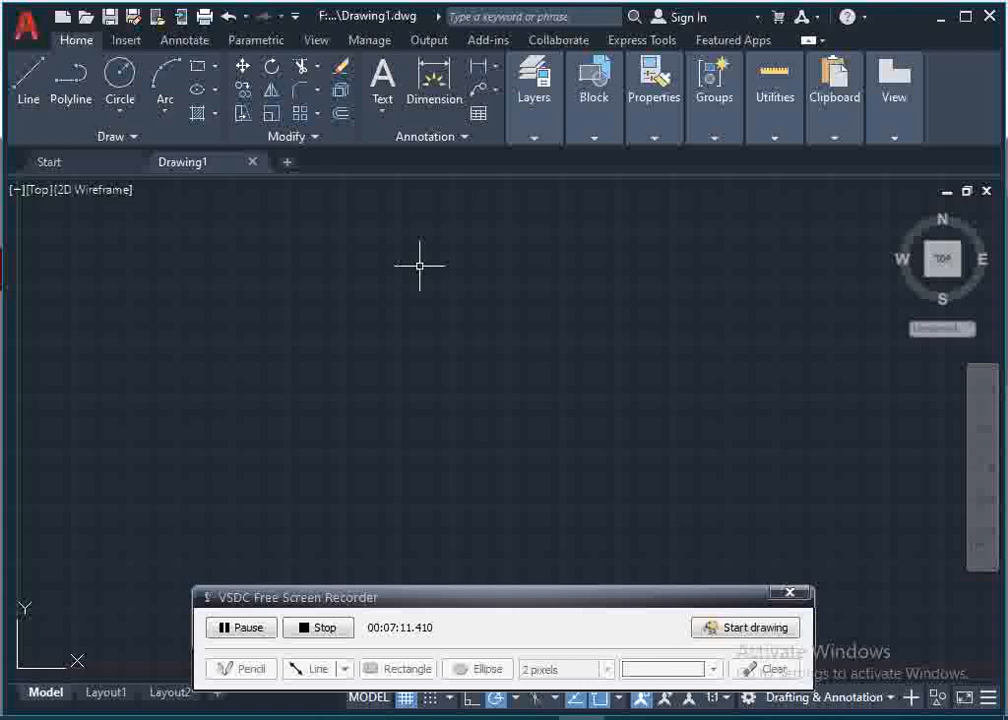 F:...\Drawing1.dwg
Type a keyword or phrase
Sign In
Home Insert Annotate Parametric View Manage Output Add-ins Collaborate Express Tools Featured Apps
Line Polyline Circle Arc Text Dimension Layers Block Properties Groups Utilities Clipboard View
Draw Modify Annotation
Start Drawing1
[−][Top][2D Wireframe]
N
W TOP E
S
Unnamed
VSDC Free Screen Recorder
Pause Stop 00:07:11.410 Start drawing
Activate Windows
Pencil Line Rectangle Ellipse 2 pixels Clear
Settings to activate Windows.
Y
X
Model Layout1 Layout2 MODEL 1:1 Drafting & Annotation